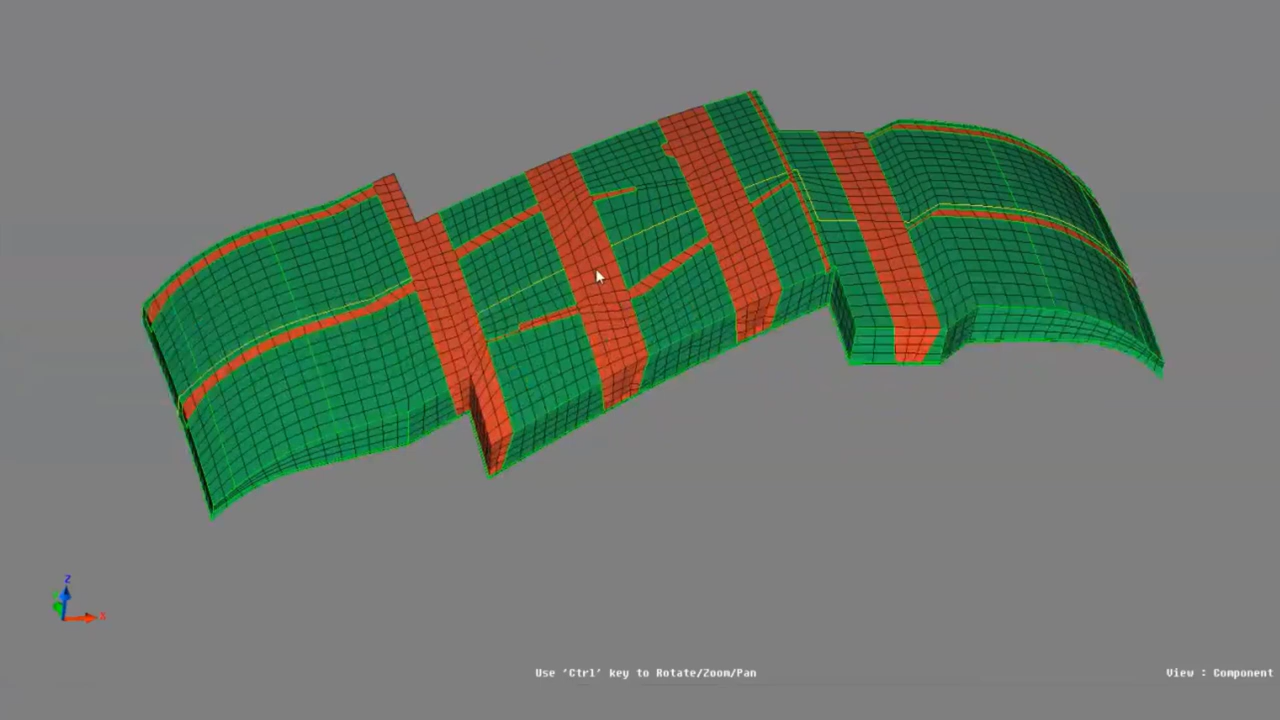 Z
X
Use 'Ctrl' key to Rotate/Zoom/Pan
View : Component